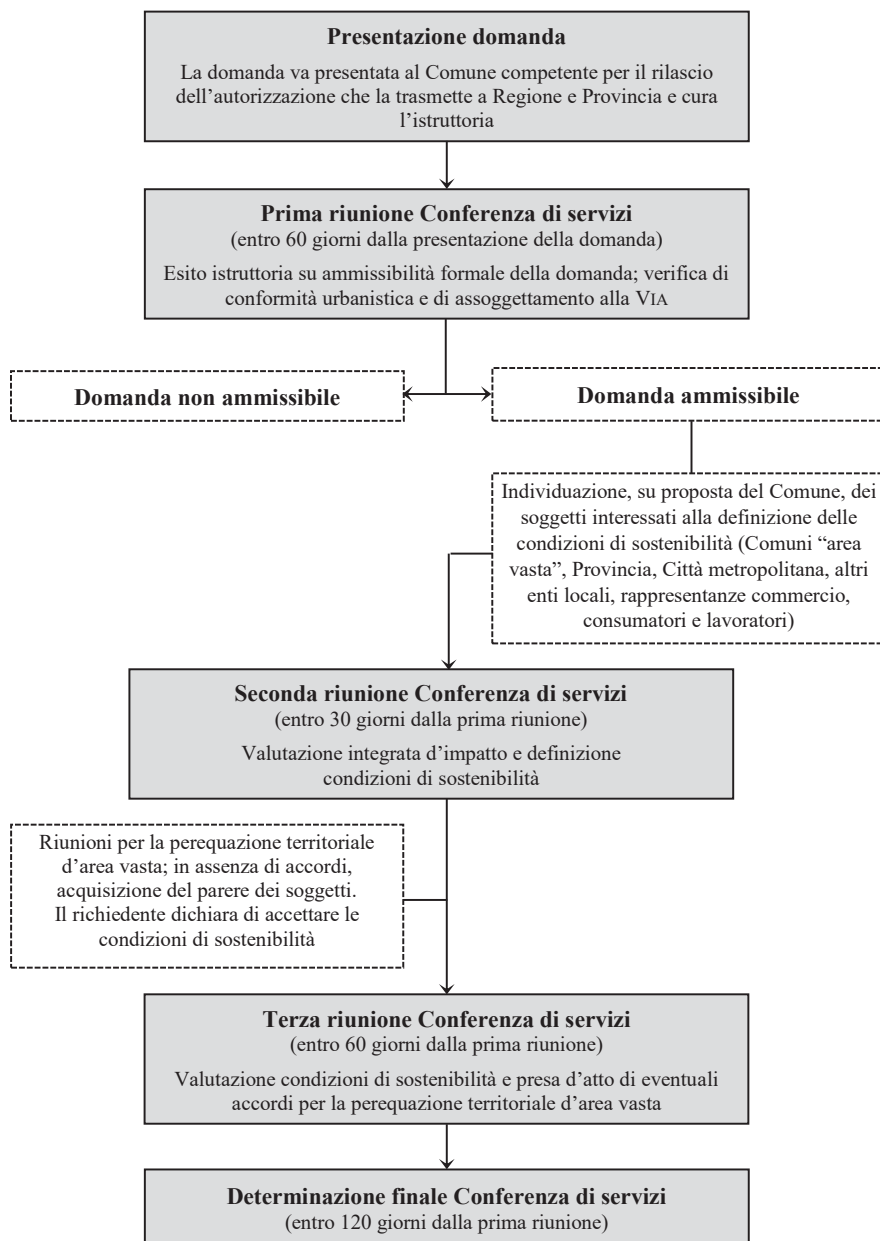 Presentazione domanda
La domanda va presentata al Comune competente per il rilascio
dell’autorizzazione che la trasmette a Regione e Provincia e cura
l’istruttoria
Prima riunione Conferenza di servizi
(entro 60 giorni dalla presentazione della domanda)
Esito istruttoria su ammissibilità formale della domanda; verifica di
conformità urbanistica e di assoggettamento alla VIA
Domanda non ammissibile
Domanda ammissibile
Individuazione, su proposta del Comune, dei
soggetti interessati alla definizione delle
condizioni di sostenibilità (Comuni “area
vasta”, Provincia, Città metropolitana, altri
enti locali, rappresentanze commercio,
consumatori e lavoratori)
Seconda riunione Conferenza di servizi
(entro 30 giorni dalla prima riunione)
Valutazione integrata d’impatto e definizione
condizioni di sostenibilità
Riunioni per la perequazione territoriale
d’area vasta; in assenza di accordi,
acquisizione del parere dei soggetti.
Il richiedente dichiara di accettare le
condizioni di sostenibilità
Terza riunione Conferenza di servizi
(entro 60 giorni dalla prima riunione)
Valutazione condizioni di sostenibilità e presa d’atto di eventuali
accordi per la perequazione territoriale d’area vasta
Determinazione finale Conferenza di servizi
(entro 120 giorni dalla prima riunione)